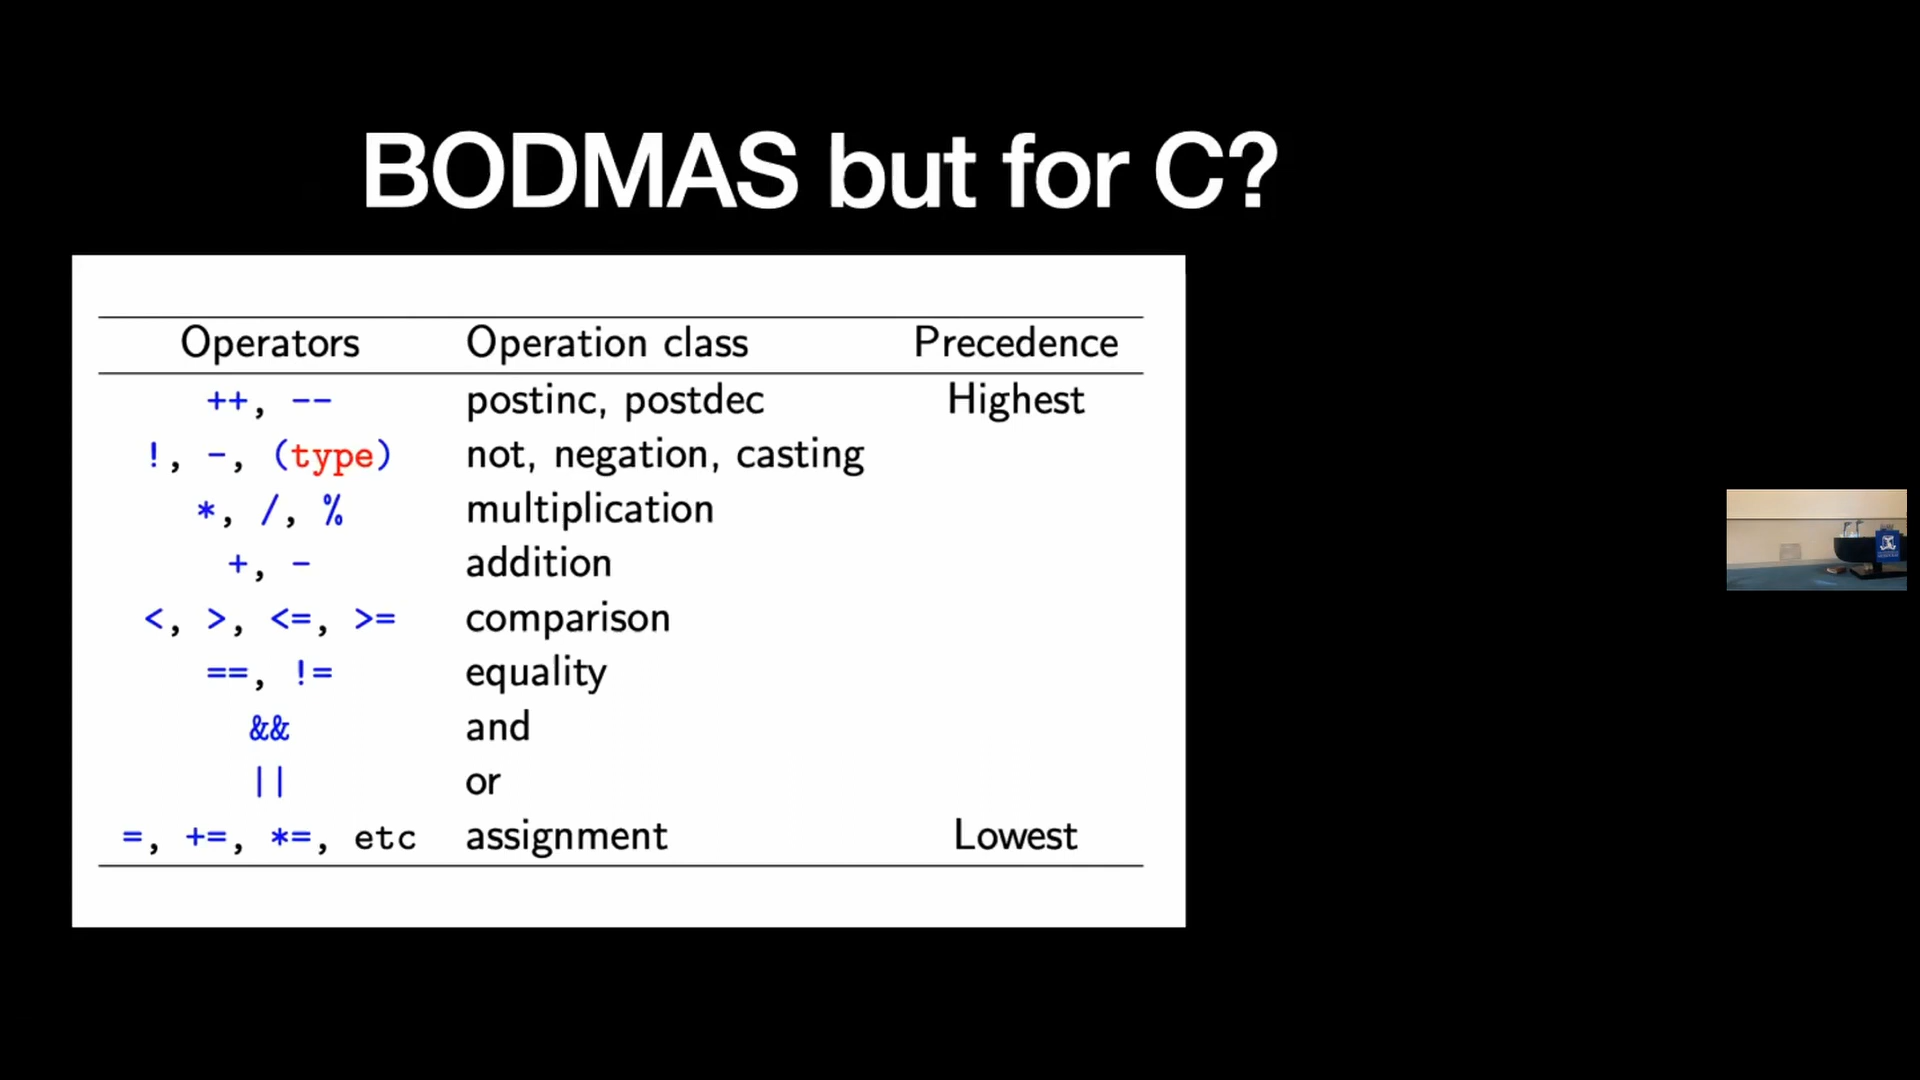 BODMAS but for C?
Operators Operation class Precedence
++, -- postinc, postdec Highest
!, -, (type) not, negation, casting
*, /, % multiplication
+, - addition
<, >, <=, >= comparison
==, != equality
&& and
|| or
=, +=, *=, etc assignment Lowest